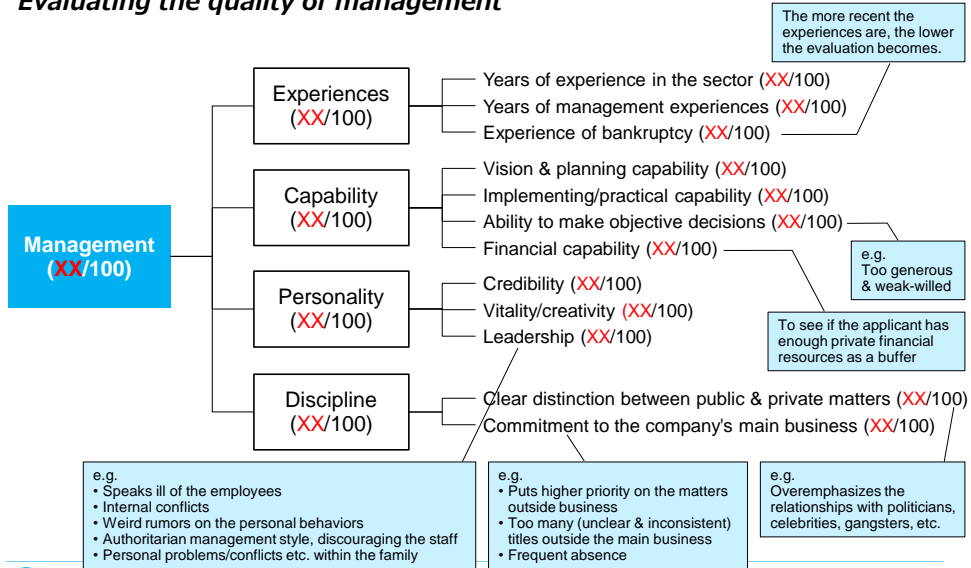 Evaluating the quality of management
The more recent the
experiences are, the lower
the evaluation becomes.
Experiences
(XX/100)
Years of experience in the sector (XX/100)
Years of management experiences (XX/100)
Experience of bankruptcy (XX/100)
Capability
(XX/100)
Vision & planning capability (XX/100)
Implementing/practical capability (XX/100)
Ability to make objective decisions (XX/100)
Financial capability (XX/100)
Management
(XX/100)
e.g.
Too generous
& weak-willed
Personality
(XX/100)
Credibility (XX/100)
Vitality/creativity (XX/100)
Leadership (XX/100)
To see if the applicant has
enough private financial
resources as a buffer
Discipline
(XX/100)
Clear distinction between public & private matters (XX/100)
Commitment to the company's main business (XX/100)
e.g.
• Speaks ill of the employees
• Internal conflicts
• Weird rumors on the personal behaviors
• Authoritarian management style, discouraging the staff
• Personal problems/conflicts etc. within the family
e.g.
• Puts higher priority on the matters
outside business
• Too many (unclear & inconsistent)
titles outside the main business
• Frequent absence
e.g.
Overemphasizes the
relationships with politicians,
celebrities, gangsters, etc.